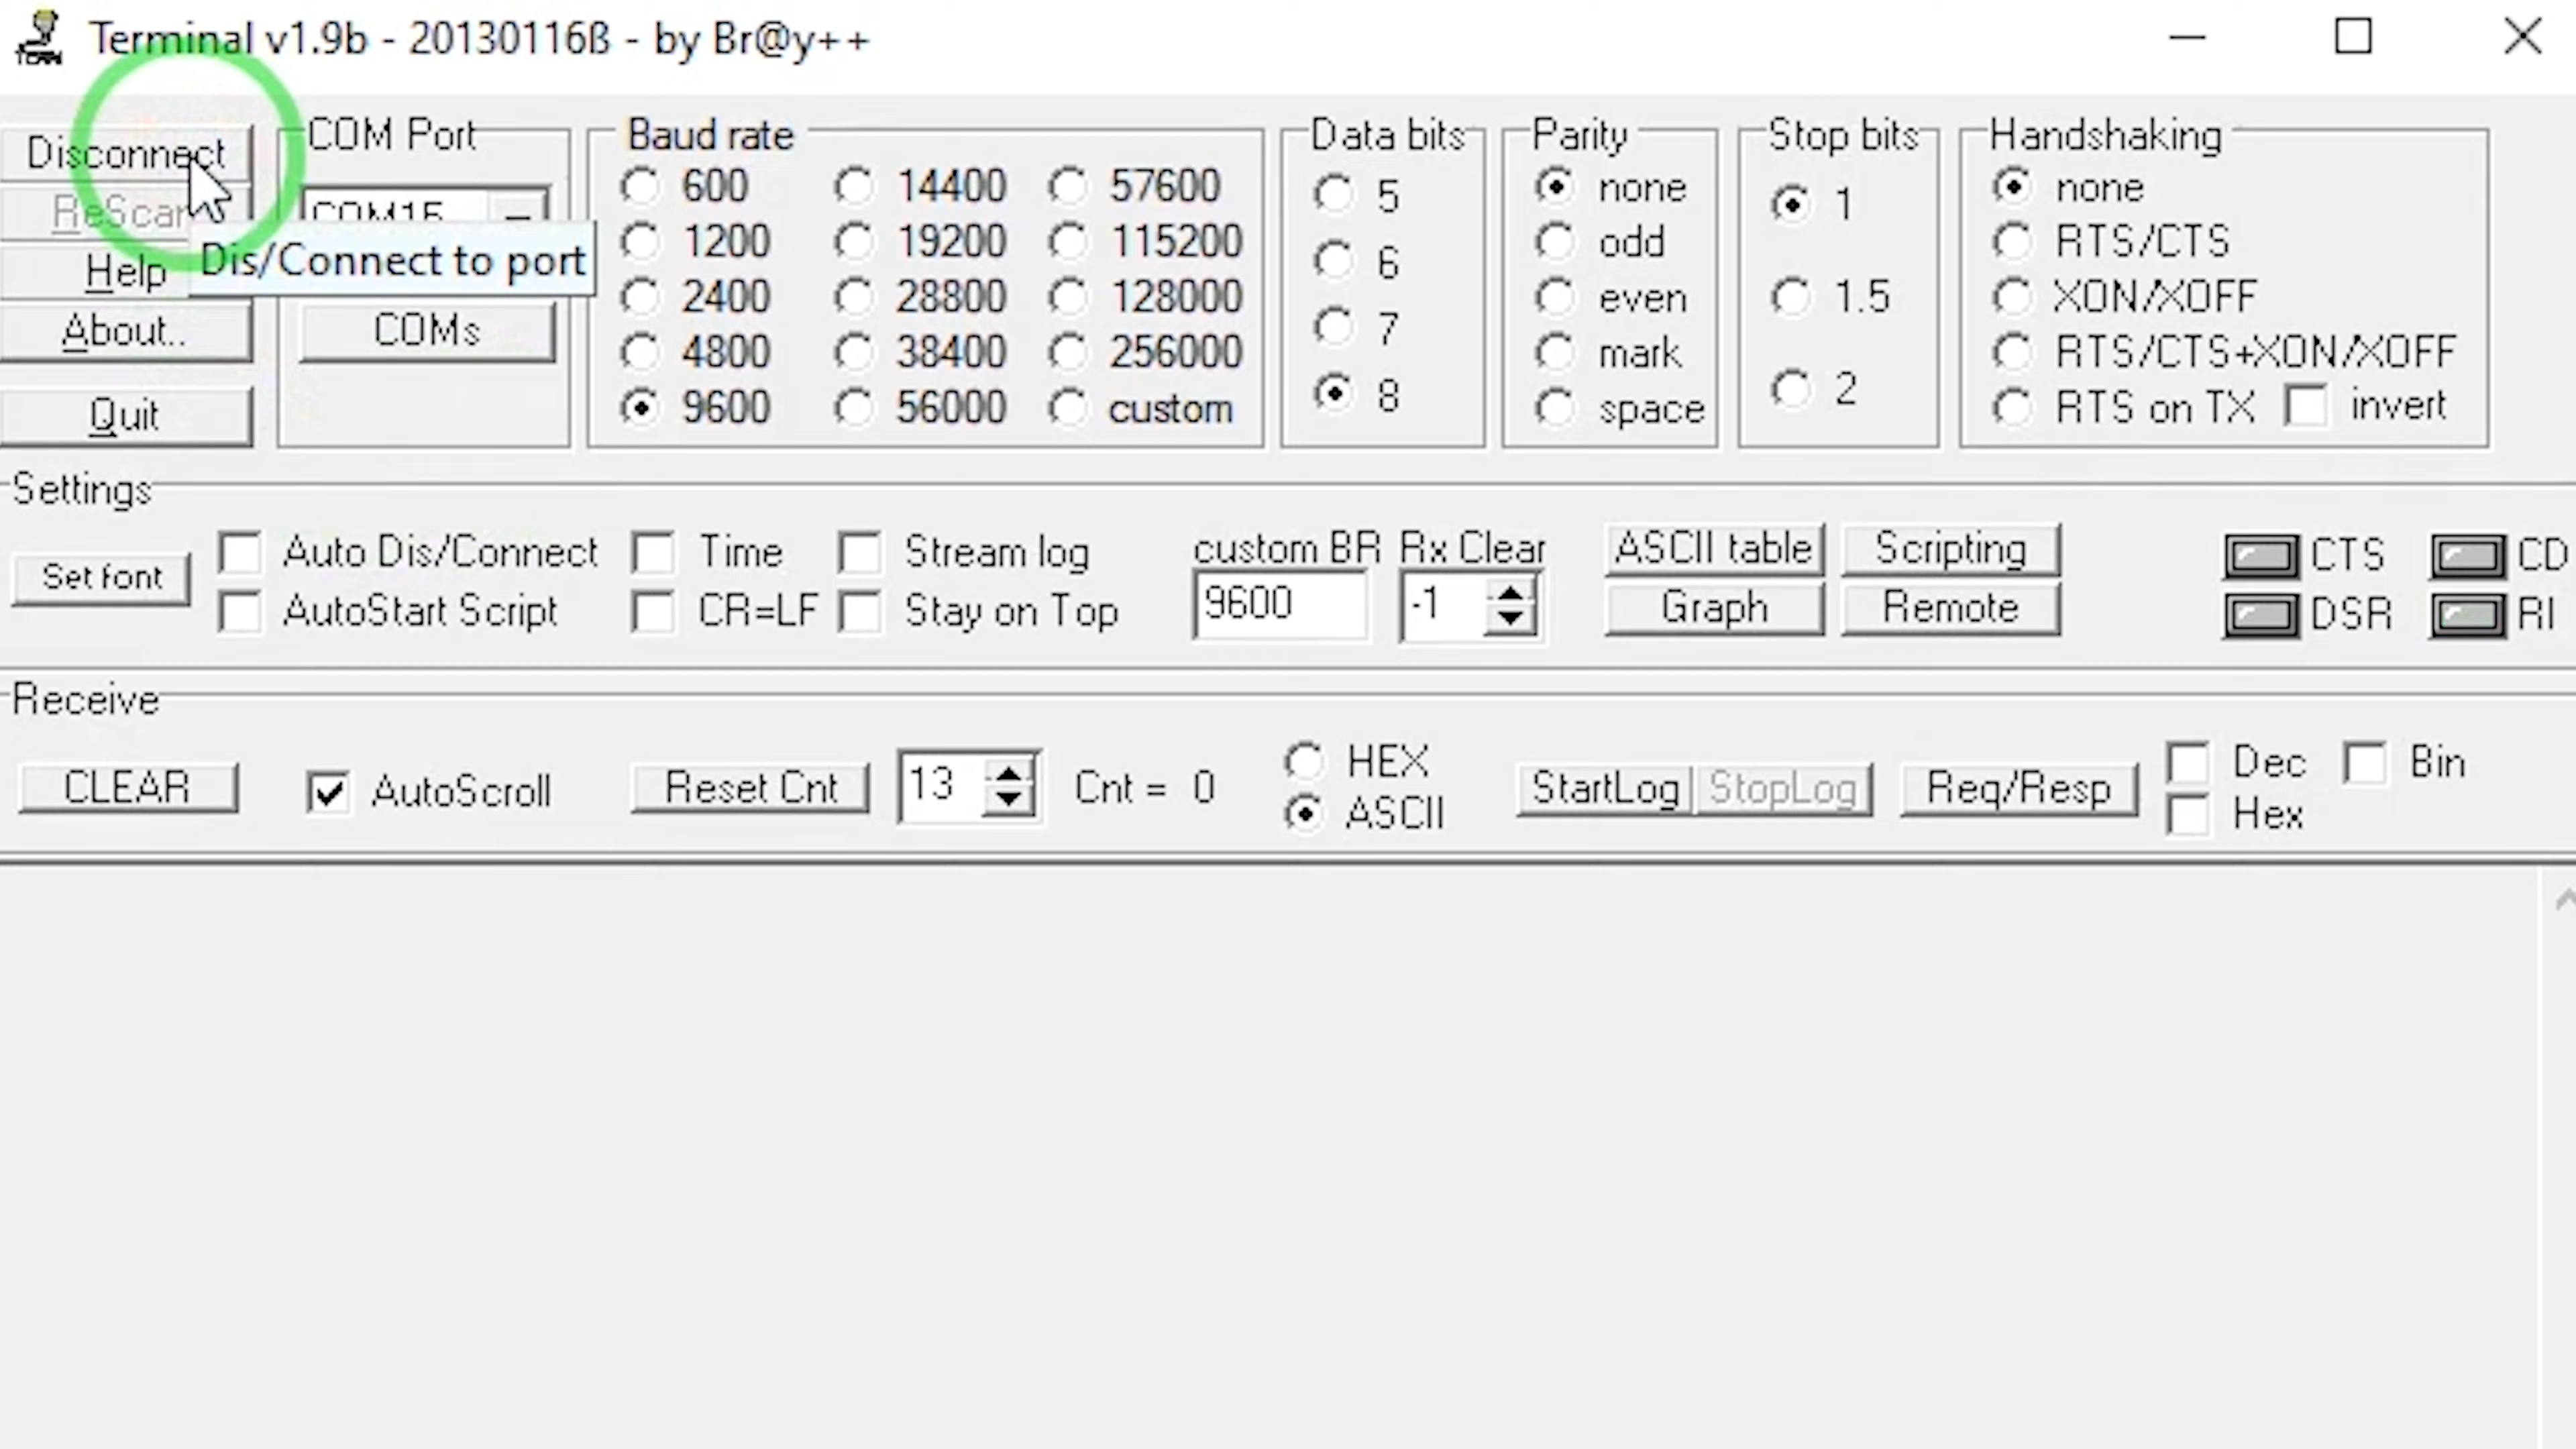 Terminal v1.9b - 20130116ß - by Br@y++
Disconnect
ReScan
Help
About..
Quit
COM Port
Dis/Connect to port
COMs
Baud rate
600 14400 57600
1200 19200 115200
2400 28800 128000
4800 38400 256000
9600 56000 custom
Data bits
5
6
7
8
Parity
none
odd
even
mark
space
Stop bits
1
1.5
2
Handshaking
none
RTS/CTS
XON/XOFF
RTS/CTS+XON/XOFF
RTS on TX invert
Settings
Set font
Auto Dis/Connect Time Stream log
AutoStart Script CR=LF Stay on Top
custom BR Rx Clear
9600 -1
ASCII table Scripting
Graph Remote
CTS CD
DSR RI
Receive
CLEAR AutoScroll Reset Cnt 13 Cnt = 0
HEX
ASCII
StartLog StopLog Req/Resp
Dec Bin
Hex